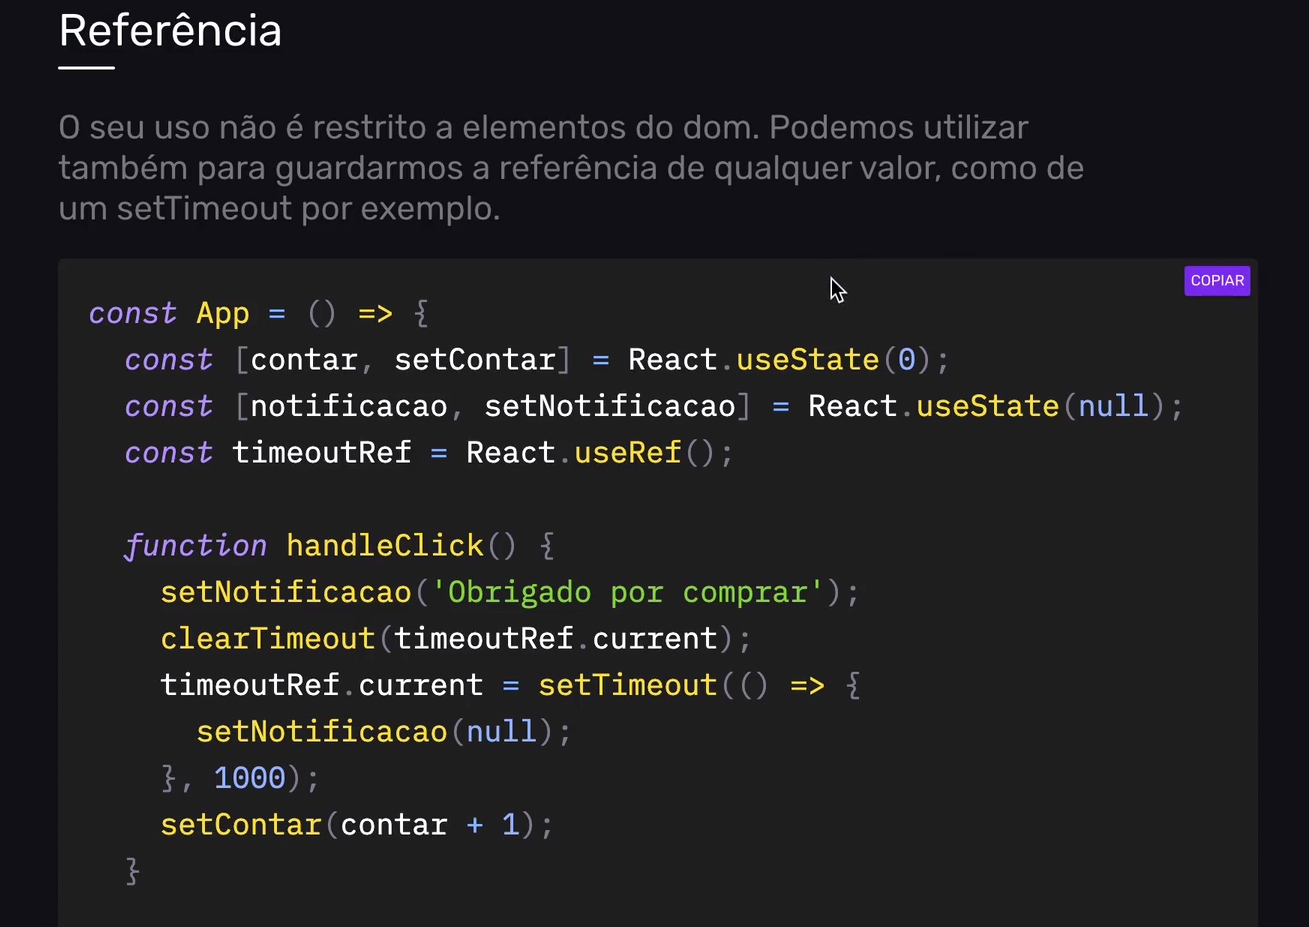 Referência
O seu uso não é restrito a elementos do dom. Podemos utilizar
também para guardarmos a referência de qualquer valor, como de
um setTimeout por exemplo.
COPIAR
const App = () => {
  const [contar, setContar] = React.useState(0);
  const [notificacao, setNotificacao] = React.useState(null);
  const timeoutRef = React.useRef();

  function handleClick() {
    setNotificacao('Obrigado por comprar');
    clearTimeout(timeoutRef.current);
    timeoutRef.current = setTimeout(() => {
      setNotificacao(null);
    }, 1000);
    setContar(contar + 1);
  }